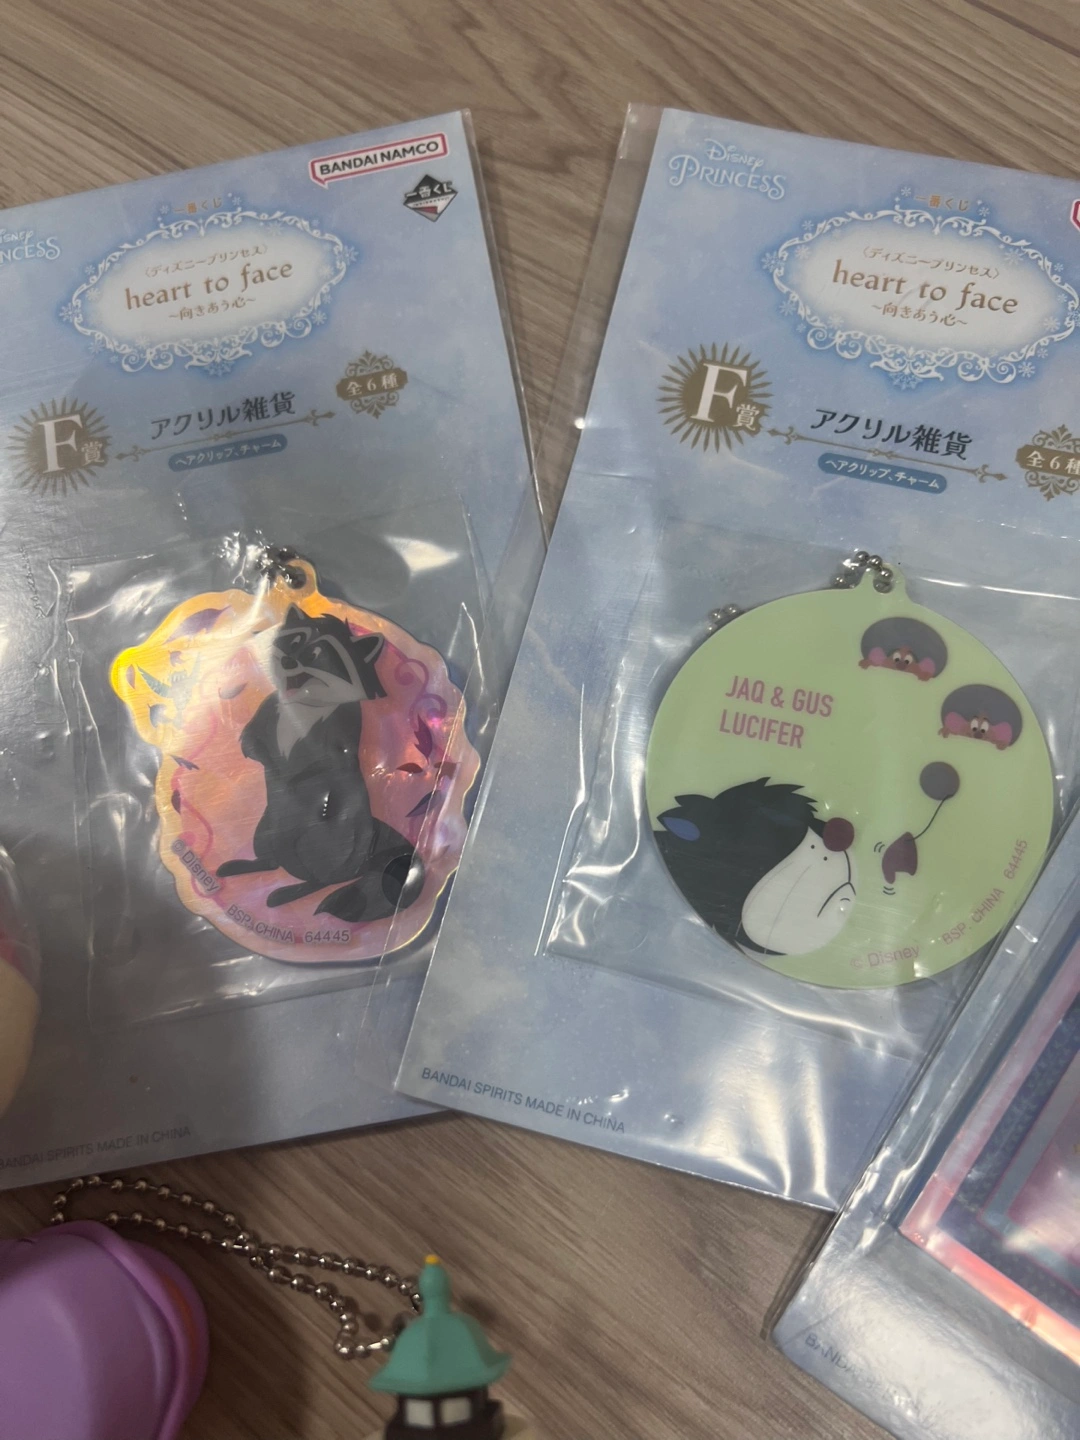 BANDAI NAMCO
一番くじ
DISNEY
PRINCESS
一番くじ
〈ディズニープリンセス〉
heart to face
~向きあう心~
F賞
アクリル雑貨
全6種
ヘアクリップ、チャーム
© Disney
BSP, CHINA 64445
BANDAI SPIRITS MADE IN CHINA
Disney
PRINCESS
一番くじ
〈ディズニープリンセス〉
heart to face
~向きあう心~
F賞
アクリル雑貨
全6種
ヘアクリップ、チャーム
JAQ & GUS
LUCIFER
© Disney
BSP, CHINA 64445
BANDAI SPIRITS MADE IN CHINA